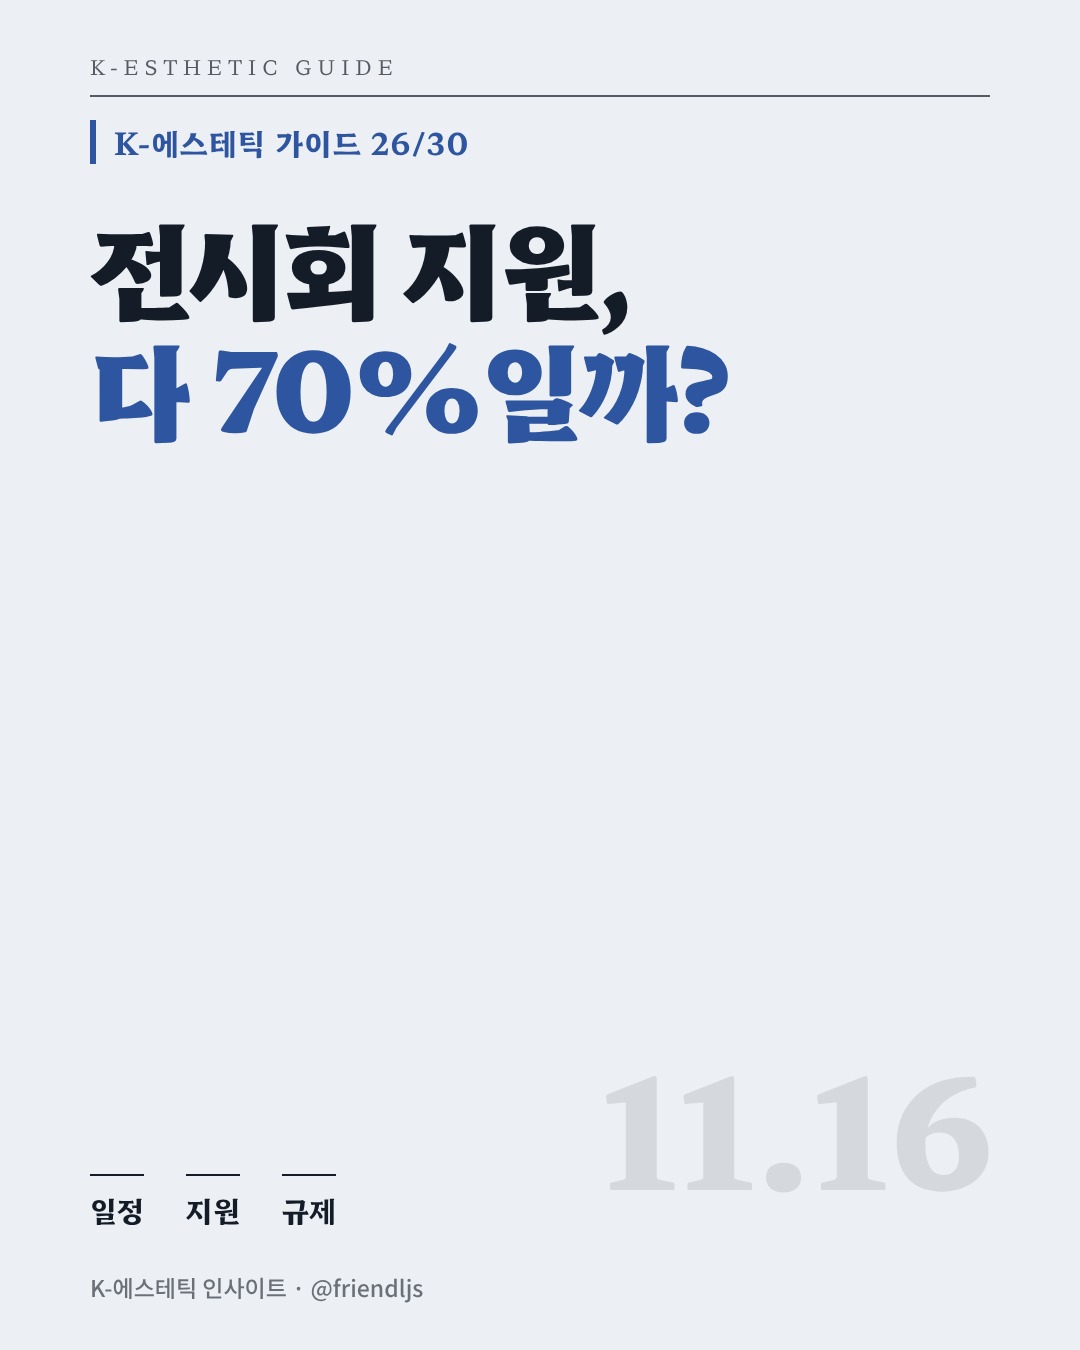 K-ESTHETIC GUIDE
K-에스테틱 가이드 26/30
전시회 지원,
다 70%일까?
11.16
일정 지원 규제
K-에스테틱 인사이트 · @friendljs